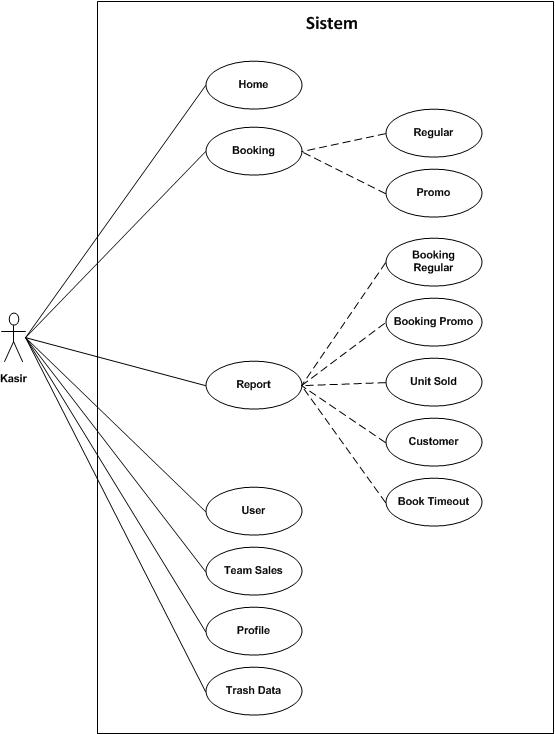 Sistem
Home
Booking
Regular
Promo
Booking
Regular
Booking Promo
Kasir
Report
Unit Sold
Customer
Book Timeout
User
Team Sales
Profile
Trash Data